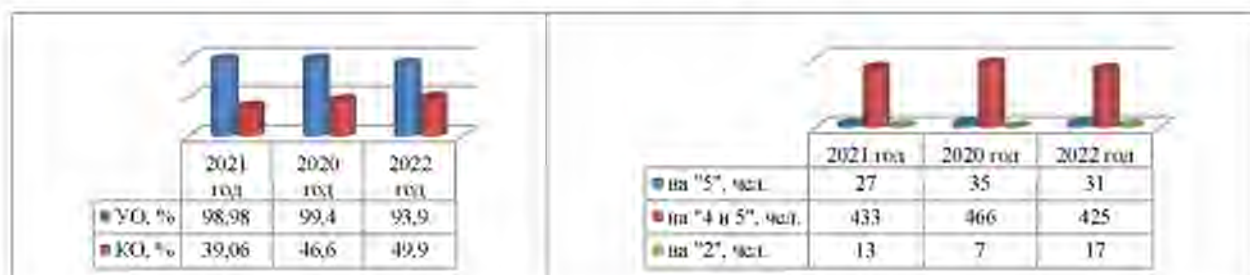 2021 год
2020 год
2022 год
УО, % 98,98 99,4 93,9
КО, % 39,06 46,6 49,9
2021 год 2020 год 2022 год
на "5", чел. 27 35 31
на "4 и 5", чел. 433 466 425
на "2", чел. 13 7 17